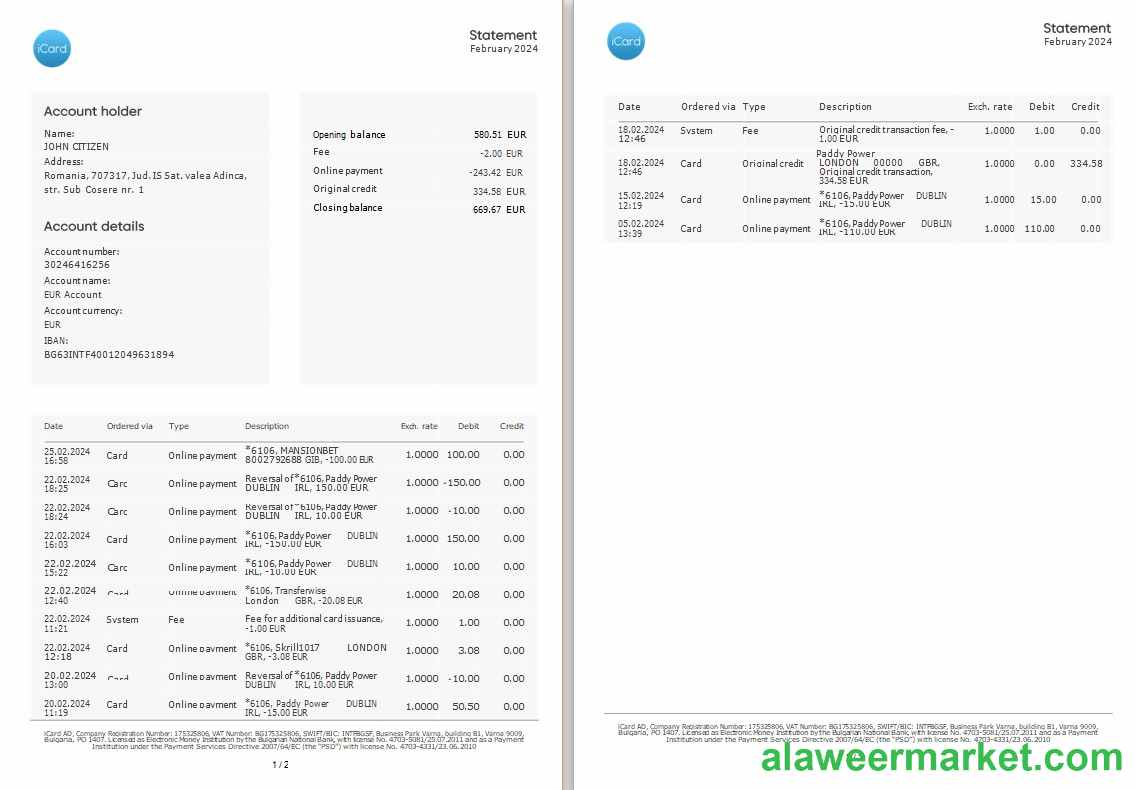 iCard
Statement
February 2024
Account holder
Name:
JOHN CITIZEN
Address:
Romania, 707317, Jud. IS Sat. valea Adinca,
str. Sub Cosere nr. 1
Account details
Account number:
30246416256
Account name:
EUR Account
Account currency:
EUR
IBAN:
BG63INTF40012049631894
Opening balance 580.51 EUR
Fee -2.00 EUR
Online payment -243.42 EUR
Original credit 334.58 EUR
Closing balance 669.67 EUR
Date Ordered via Type Description Exch. rate Debit Credit
25.02.2024 16:58 Card Online payment *6106, MANSIONBET 8002792688 GIB, -100.00 EUR 1.0000 100.00 0.00
22.02.2024 18:25 Card Online payment Reversal of *6106, Paddy Power DUBLIN IRL, 150.00 EUR 1.0000 -150.00 0.00
22.02.2024 18:24 Card Online payment Reversal of *6106, Paddy Power DUBLIN IRL, 10.00 EUR 1.0000 -10.00 0.00
22.02.2024 16:03 Card Online payment *6106, Paddy Power DUBLIN IRL, -150.00 EUR 1.0000 150.00 0.00
22.02.2024 15:22 Card Online payment *6106, Paddy Power DUBLIN IRL, -10.00 EUR 1.0000 10.00 0.00
22.02.2024 12:40 Card Online payment *6106, Transferwise London GBR, -20.08 EUR 1.0000 20.08 0.00
22.02.2024 11:21 System Fee Fee for additional card issuance, -1.00 EUR 1.0000 1.00 0.00
22.02.2024 12:18 Card Online payment *6106, Skrill1017 LONDON GBR, -3.08 EUR 1.0000 3.08 0.00
20.02.2024 13:00 Card Online payment Reversal of *6106, Paddy Power DUBLIN IRL, 10.00 EUR 1.0000 -10.00 0.00
20.02.2024 11:19 Card Online payment *6106, Paddy Power DUBLIN IRL, -15.00 EUR 1.0000 50.50 0.00
iCard AD, Company Registration Number: 175325806, VAT Number: BG175325806, SWIFT/BIC: INTFBGSF, Business Park Varna, building B1, Varna 9009,
Bulgaria, PO 1407. Licensed as Electronic Money Institution by the Bulgarian National Bank, with license No. 4703-5081/25.07.2011 and as a Payment
Institution under the Payment Services Directive 2007/64/EC (the "PSD") with license No. 4703-4331/23.06.2010
1 / 2
iCard
Statement
February 2024
Date Ordered via Type Description Exch. rate Debit Credit
18.02.2024 12:46 System Fee Original credit transaction fee, -1.00 EUR 1.0000 1.00 0.00
18.02.2024 12:46 Card Original credit Paddy Power LONDON 00000 GBR, Original credit transaction, 334.58 EUR 1.0000 0.00 334.58
15.02.2024 12:19 Card Online payment *6106, Paddy Power DUBLIN IRL, -15.00 EUR 1.0000 15.00 0.00
05.02.2024 13:39 Card Online payment *6106, Paddy Power DUBLIN IRL, -110.00 EUR 1.0000 110.00 0.00
iCard AD, Company Registration Number: 175325806, VAT Number: BG175325806, SWIFT/BIC: INTFBGSF, Business Park Varna, building B1, Varna 9009,
Bulgaria, PO 1407. Licensed as Electronic Money Institution by the Bulgarian National Bank, with license No. 4703-5081/25.07.2011 and as a Payment
Institution under the Payment Services Directive 2007/64/EC (the "PSD") with license No. 4703-4331/23.06.2010
alaweermarket.com